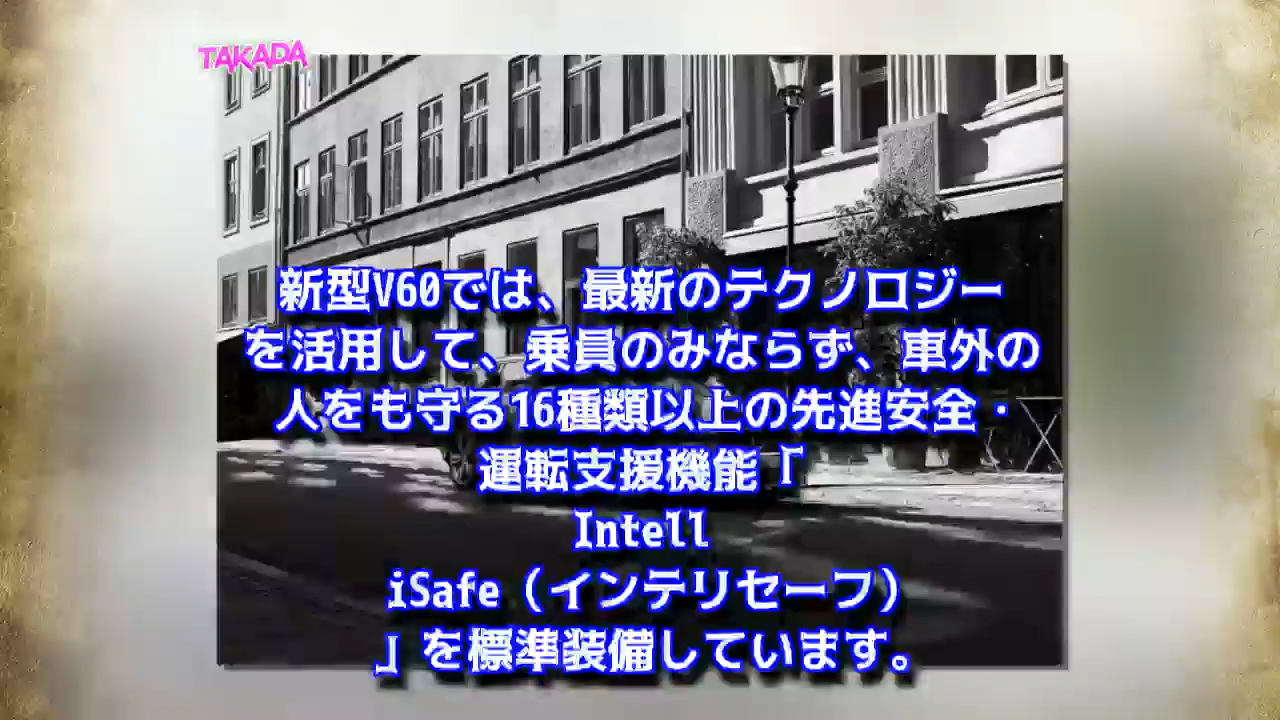 TAKADA
新型V60では、最新のテクノロジー
を活用して、乗員のみならず、車外の
人をも守る16種類以上の先進安全・
運転支援機能「
Intell
iSafe（インテリセーフ）
」を標準装備しています。